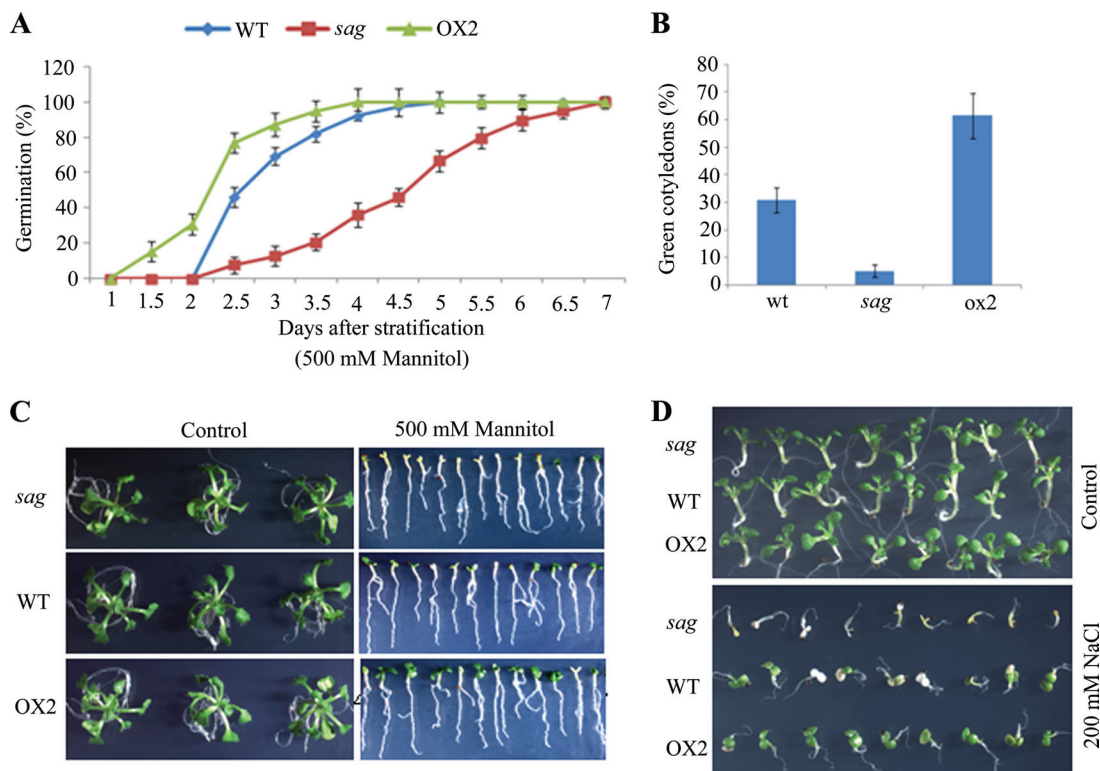 A
WT sag OX2
Germination (%)
120
100
80
60
40
20
0
1 1.5 2 2.5 3 3.5 4 4.5 5 5.5 6 6.5 7
Days after stratification
(500 mM Mannitol)
B
Green cotyledons (%)
80
70
60
50
40
30
20
10
0
wt sag ox2
C
Control 500 mM Mannitol
sag
WT
OX2
D
sag
WT
OX2
Control
sag
WT
OX2
200 mM NaCl